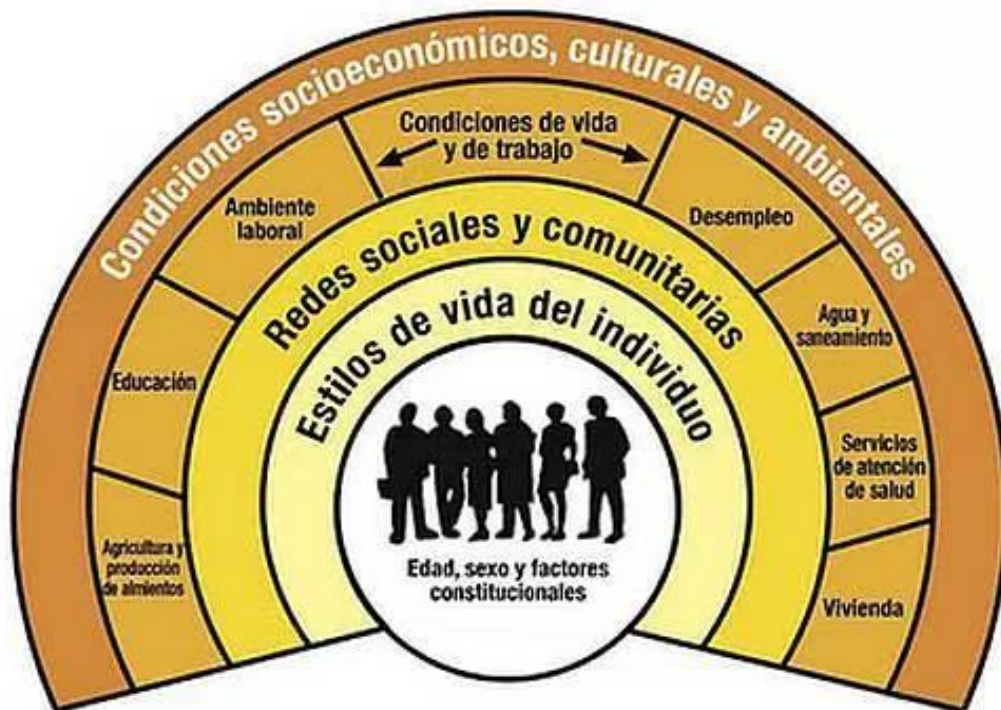 Condiciones socioeconómicos, culturales y ambientales
Condiciones de vida
y de trabajo
Ambiente
laboral
Desempleo
Educación
Agua y
saneamiento
Agricultura y
producción
de almientos
Servicios
de atención
de salud
Vivienda
Redes sociales y comunitarias
Estilos de vida del individuo
Edad, sexo y factores
constitucionales